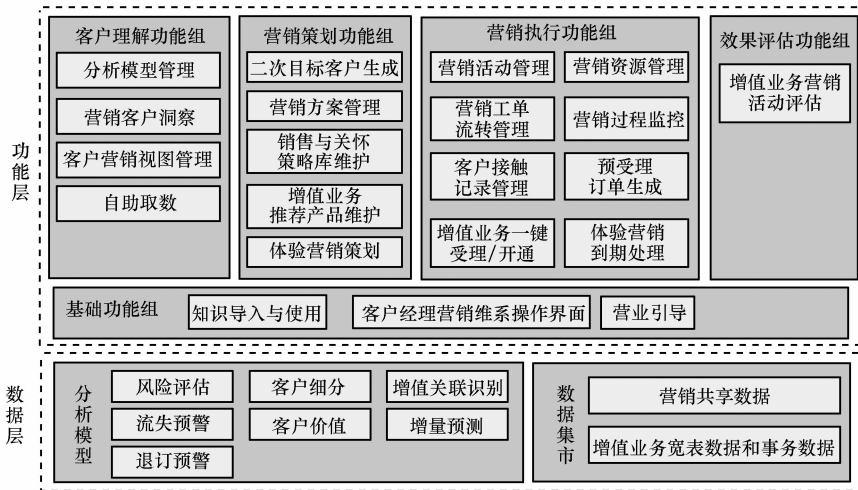 功能层
客户理解功能组
分析模型管理
营销客户洞察
客户营销视图管理
自助取数
营销策划功能组
二次目标客户生成
营销方案管理
销售与关怀
策略库维护
增值业务
推荐产品维护
体验营销策划
营销执行功能组
营销活动管理
营销资源管理
营销工单
流转管理
营销过程监控
客户接触
记录管理
预受理
订单生成
增值业务一键
受理/开通
体验营销
到期处理
效果评估功能组
增值业务营销
活动评估
基础功能组
知识导入与使用
客户经理营销维系操作界面
营业引导
数据层
分析模型
风险评估
客户细分
增值关联识别
流失预警
客户价值
增量预测
退订预警
数据集市
营销共享数据
增值业务宽表数据和事务数据